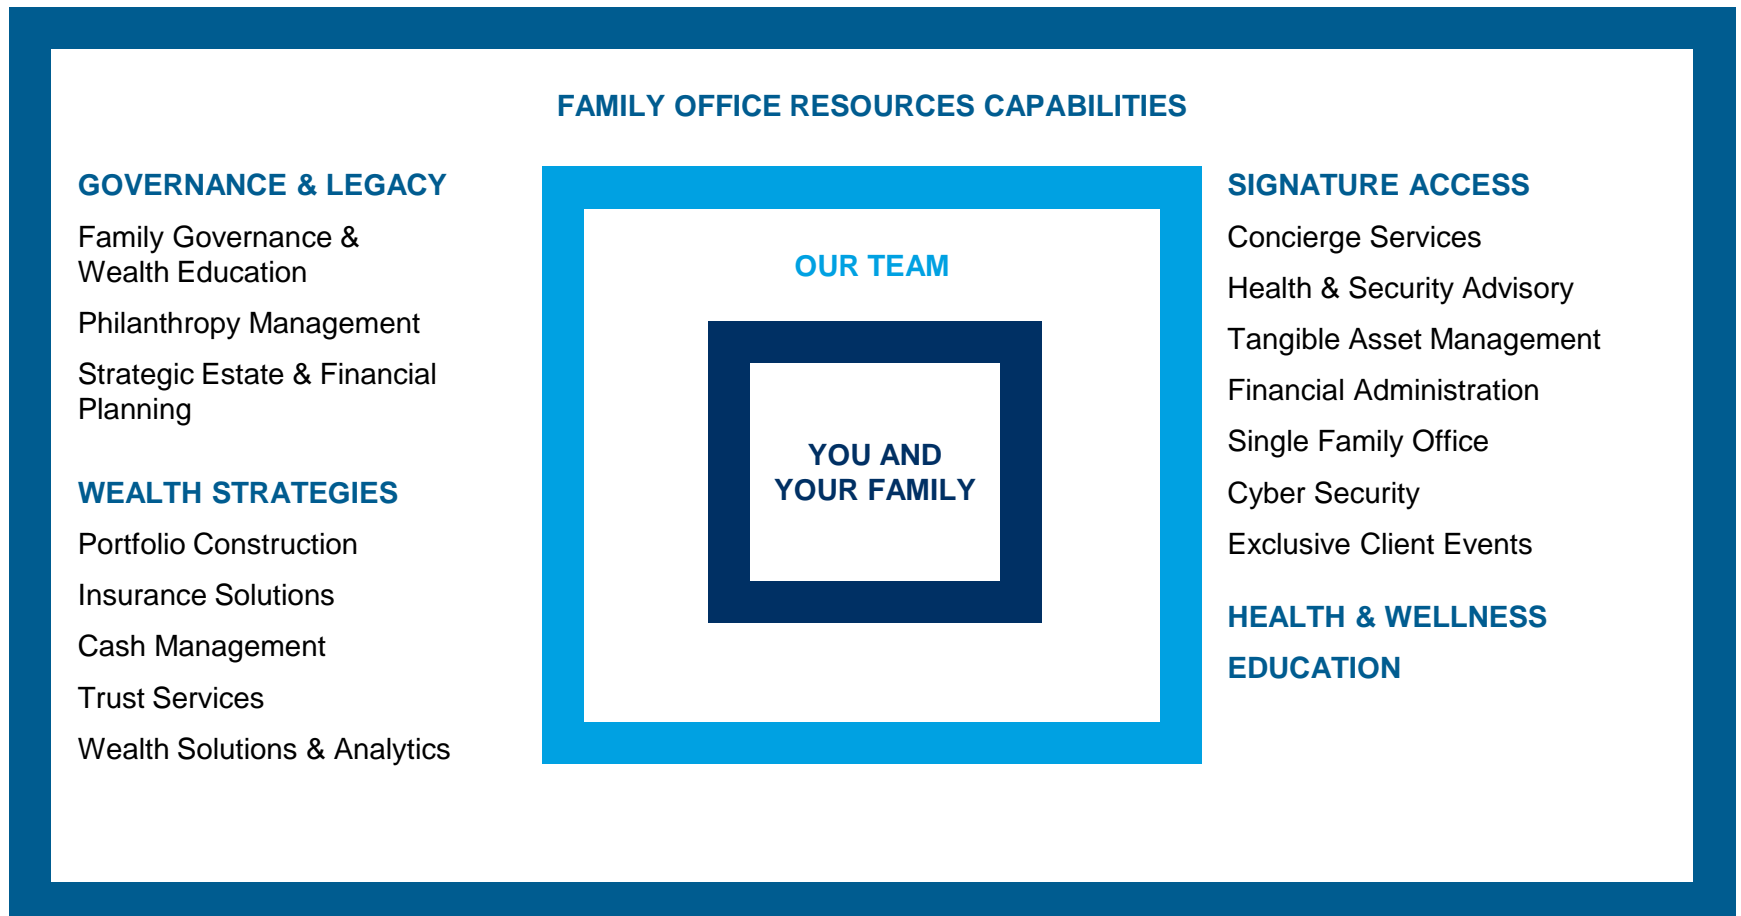 FAMILY OFFICE RESOURCES CAPABILITIES
GOVERNANCE & LEGACY
Family Governance &
Wealth Education
Philanthropy Management
Strategic Estate & Financial
Planning
WEALTH STRATEGIES
Portfolio Construction
Insurance Solutions
Cash Management
Trust Services
Wealth Solutions & Analytics
OUR TEAM
YOU AND
YOUR FAMILY
SIGNATURE ACCESS
Concierge Services
Health & Security Advisory
Tangible Asset Management
Financial Administration
Single Family Office
Cyber Security
Exclusive Client Events
HEALTH & WELLNESS
EDUCATION